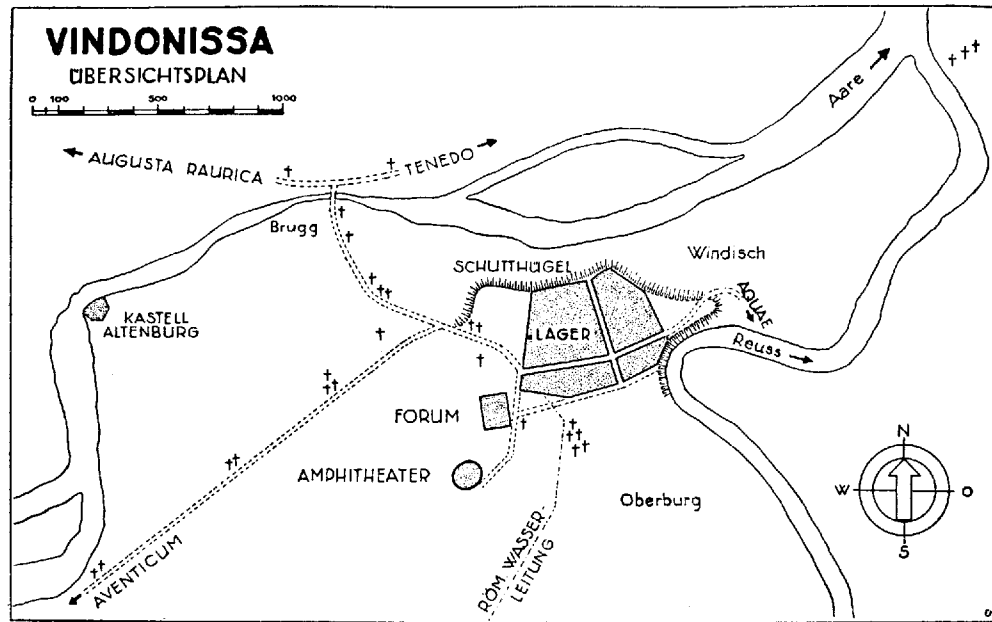 VINDONISSA
ÜBERSICHTSPLAN
0 100 500 1000
Aare
AUGUSTA RAURICA
TENEDO
Brugg
SCHUTTHÜGEL
Windisch
KASTELL
ALTENBURG
LAGER
AQUAE
Reuss
FORUM
AMPHITHEATER
Oberburg
N
W
O
S
AVENTICUM
RÖM WASSER-
LEITUNG